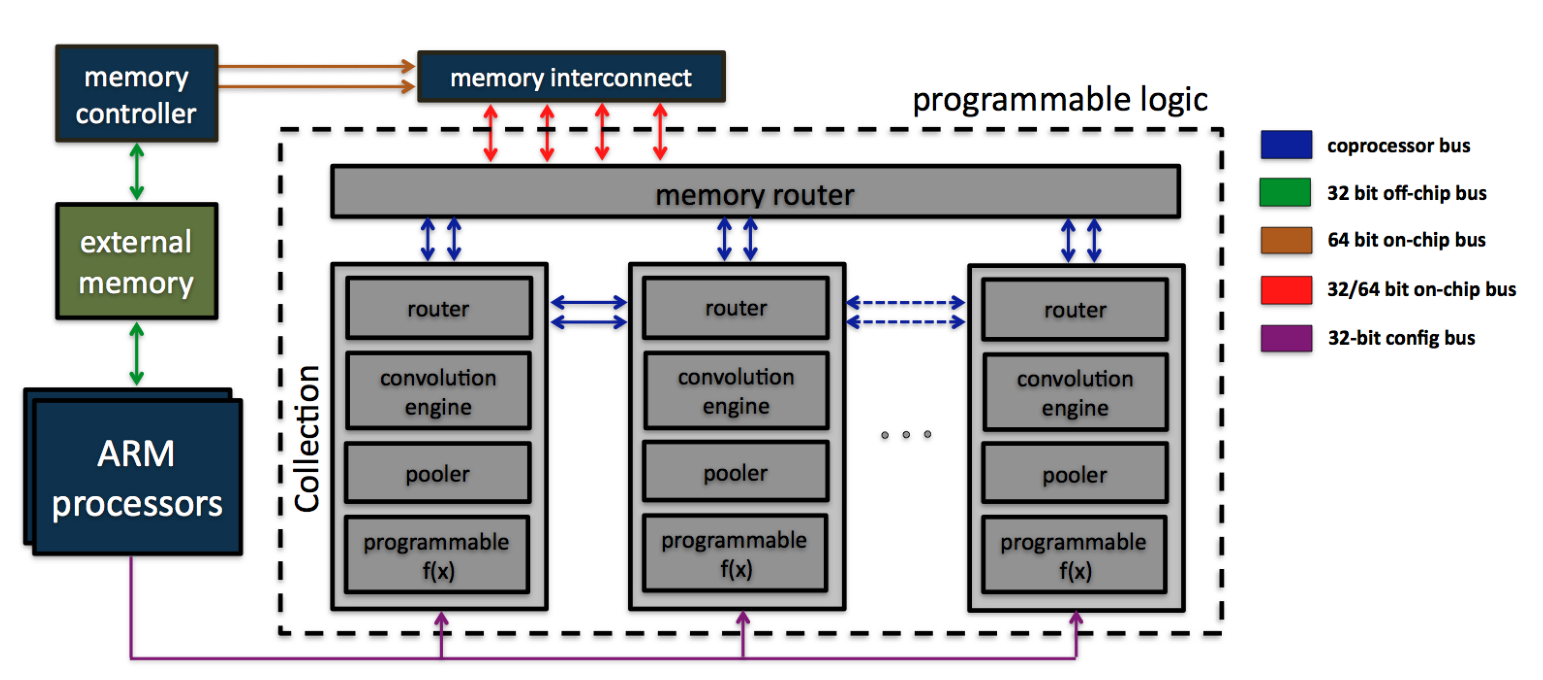 memory
controller
memory interconnect
programmable logic
coprocessor bus
32 bit off-chip bus
64 bit on-chip bus
32/64 bit on-chip bus
32-bit config bus
memory router
external
memory
ARM
processors
Collection
router
convolution
engine
pooler
programmable
f(x)
router
convolution
engine
pooler
programmable
f(x)
router
convolution
engine
pooler
programmable
f(x)